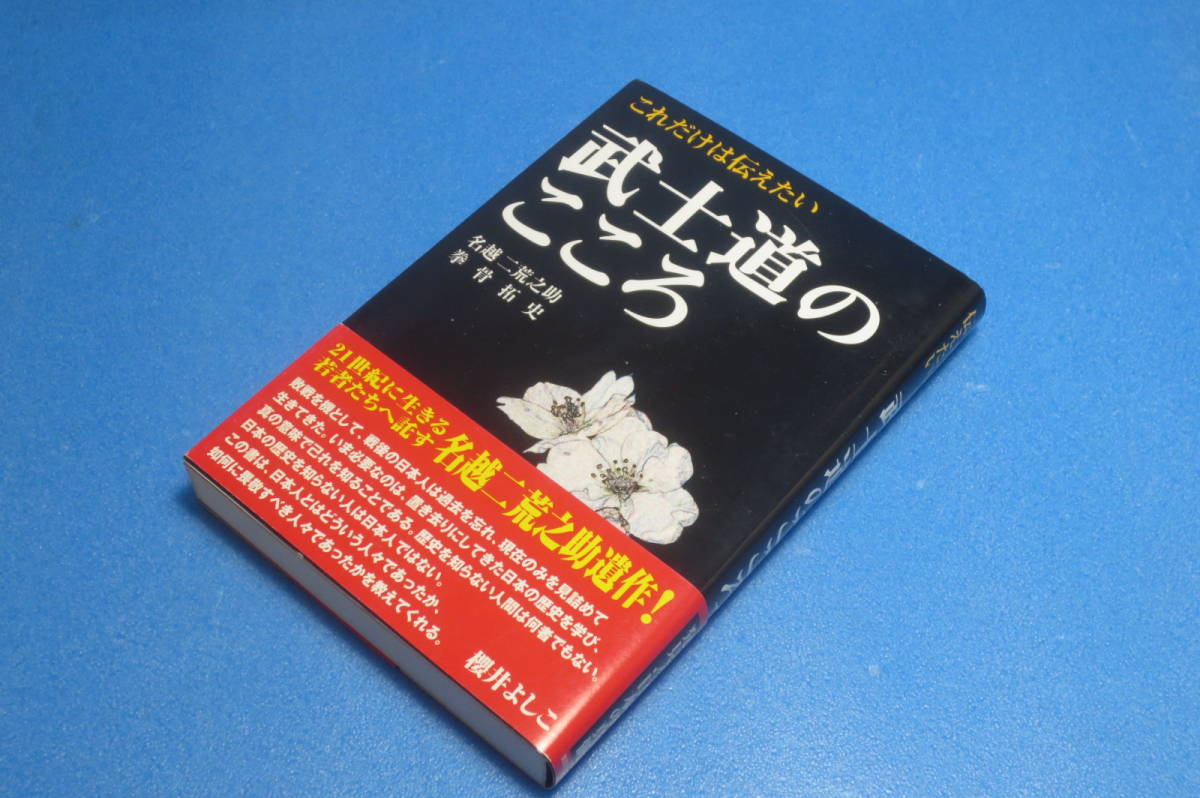 これだけは伝えたい
武士道の
こころ
名越二荒之助
拳骨拓史
21世紀に生きる
若者たちへ託す
名越二荒之助遺作!
敗戦を機として、戦後の日本人は過去を忘れ、現在のみを見詰めて
生きてきた。いま必要なのは、置き去りにしてきた日本の歴史を学び、
真の意味で己れを知ることである。歴史を知らない人間は何者でもない。
日本の歴史を知らない人は日本人ではない。
この書は、日本人とはどういう人々であったか、
如何に畏敬すべき人々であったかを教えてくれる。
櫻井よしこ